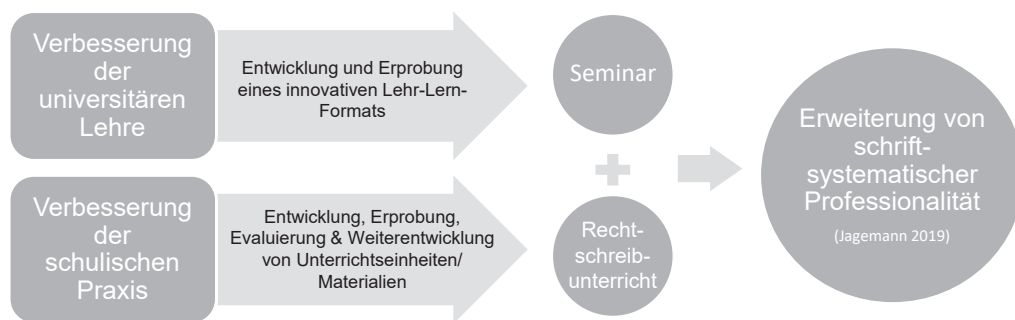 Verbesserung
der
universitären
Lehre
Entwicklung und Erprobung
eines innovativen Lehr-Lern-
Formats
Seminar
Verbesserung
der
schulischen
Praxis
Entwicklung, Erprobung,
Evaluierung & Weiterentwicklung
von Unterrichtseinheiten/
Materialien
+
Recht-
schreib-
unterricht
Erweiterung von
schrift-
systematischer
Professionalität
(Jagemann 2019)